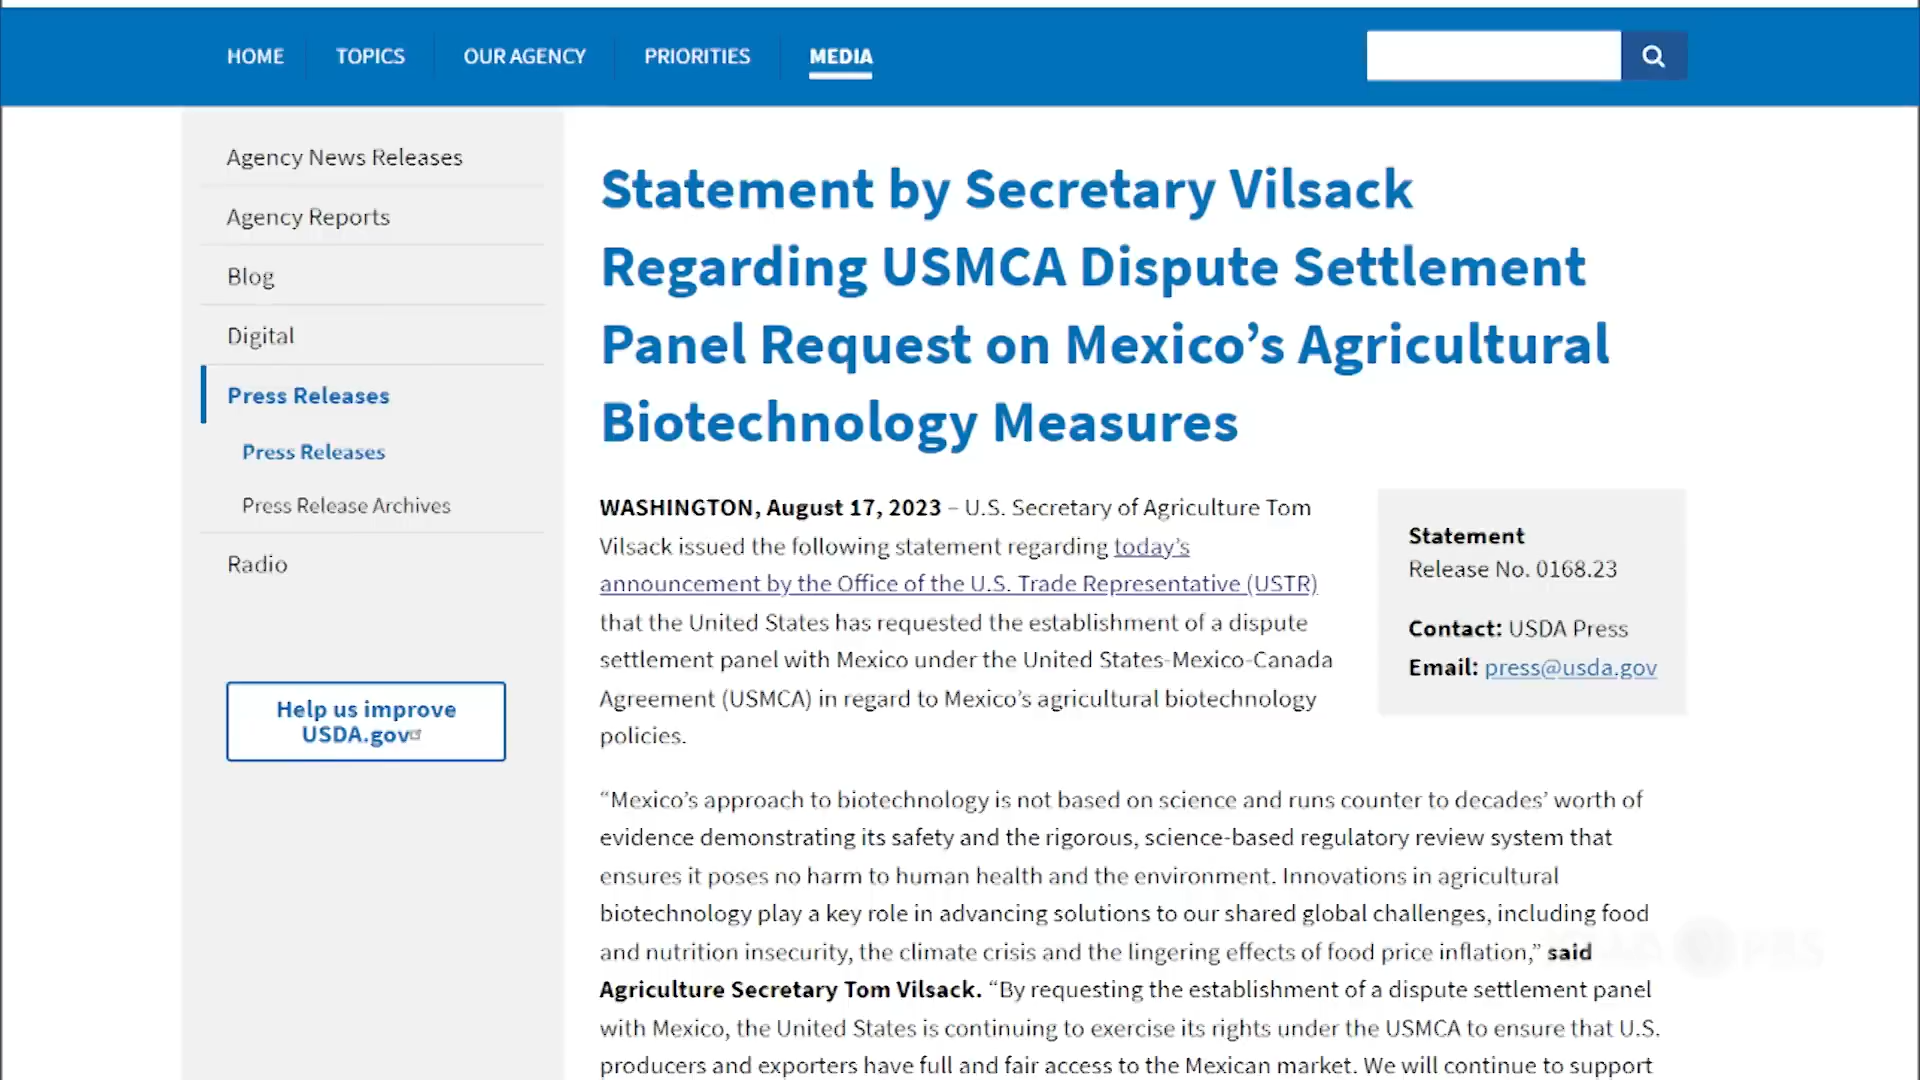 HOME TOPICS OUR AGENCY PRIORITIES MEDIA
Agency News Releases
Agency Reports
Blog
Digital
Press Releases
Press Releases
Press Release Archives
Radio
Help us improve
USDA.gov
Statement by Secretary Vilsack
Regarding USMCA Dispute Settlement
Panel Request on Mexico’s Agricultural
Biotechnology Measures
WASHINGTON, August 17, 2023 – U.S. Secretary of Agriculture Tom
Vilsack issued the following statement regarding today’s
announcement by the Office of the U.S. Trade Representative (USTR)
that the United States has requested the establishment of a dispute
settlement panel with Mexico under the United States-Mexico-Canada
Agreement (USMCA) in regard to Mexico’s agricultural biotechnology
policies.
Statement
Release No. 0168.23
Contact: USDA Press
Email: press@usda.gov
“Mexico’s approach to biotechnology is not based on science and runs counter to decades’ worth of
evidence demonstrating its safety and the rigorous, science-based regulatory review system that
ensures it poses no harm to human health and the environment. Innovations in agricultural
biotechnology play a key role in advancing solutions to our shared global challenges, including food
and nutrition insecurity, the climate crisis and the lingering effects of food price inflation,” said
Agriculture Secretary Tom Vilsack. “By requesting the establishment of a dispute settlement panel
with Mexico, the United States is continuing to exercise its rights under the USMCA to ensure that U.S.
producers and exporters have full and fair access to the Mexican market. We will continue to support
PBS